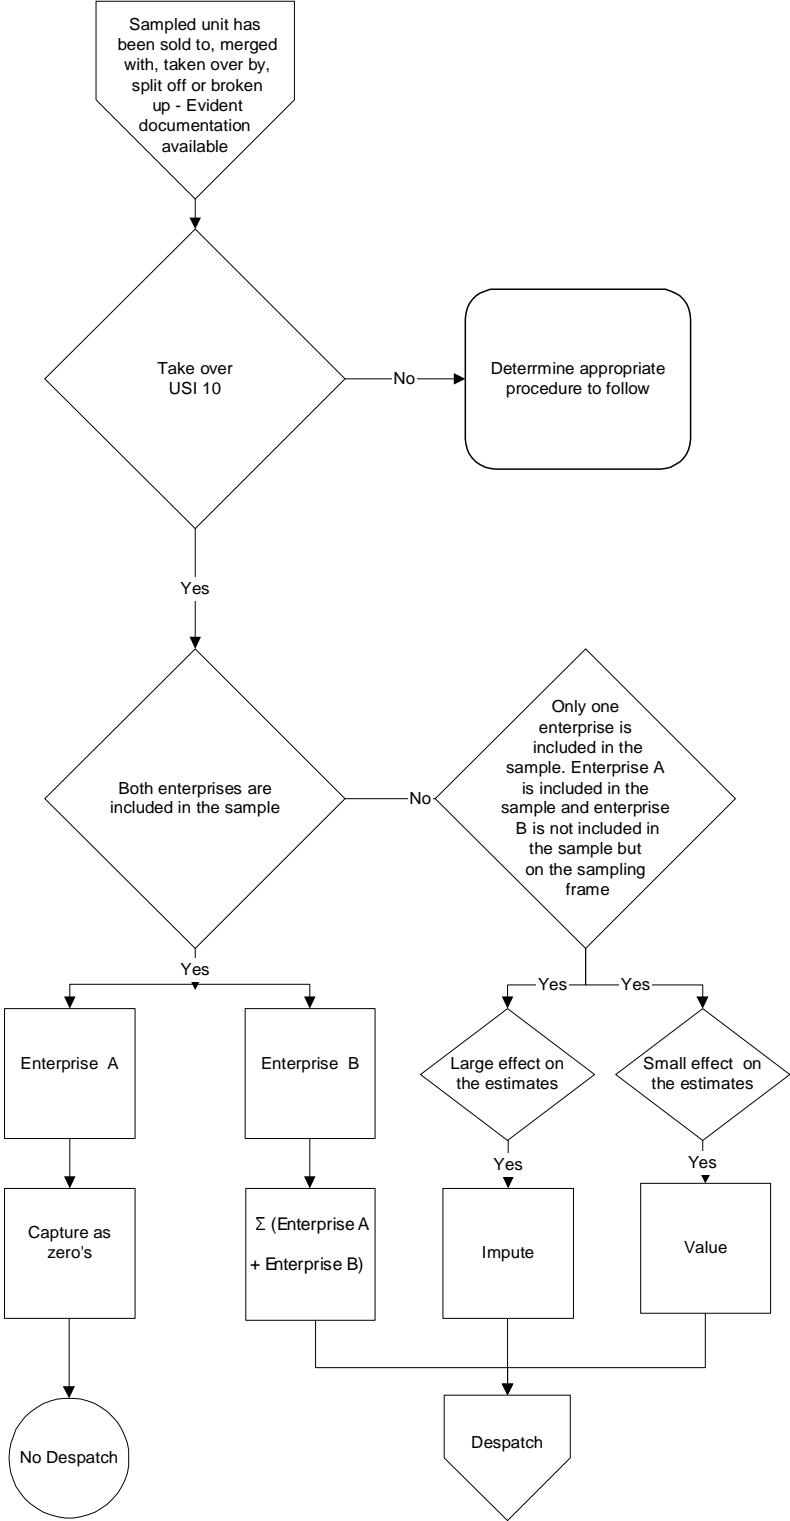 Sampled unit has
been sold to, merged
with, taken over by,
split off or broken
up - Evident
documentation
available
Take over
USI 10
No
Deterrmine appropriate
procedure to follow
Yes
Both enterprises are
included in the sample
No
Only one
enterprise is
included in the
sample. Enterprise A
is included in the
sample and enterprise
B is not included in
the sample but
on the sampling
frame
Yes
Yes
Yes
Enterprise A
Enterprise B
Large effect on
the estimates
Small effect on
the estimates
Yes
Yes
Capture as
zero's
Σ (Enterprise A
+ Enterprise B)
Impute
Value
No Despatch
Despatch